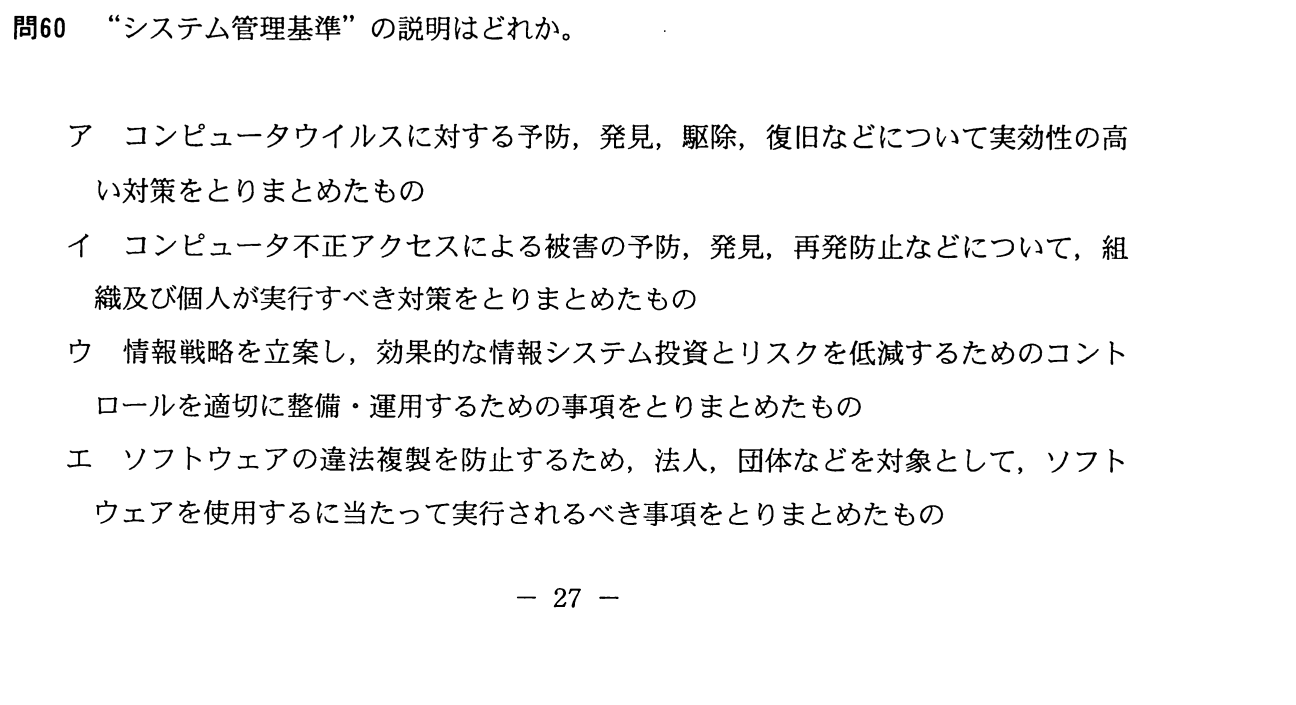 問60 “システム管理基準”の説明はどれか。
ア コンピュータウイルスに対する予防，発見，駆除，復旧などについて実効性の高
い対策をとりまとめたもの
イ コンピュータ不正アクセスによる被害の予防，発見，再発防止などについて，組
織及び個人が実行すべき対策をとりまとめたもの
ウ 情報戦略を立案し，効果的な情報システム投資とリスクを低減するためのコント
ロールを適切に整備・運用するための事項をとりまとめたもの
エ ソフトウェアの違法複製を防止するため，法人，団体などを対象として，ソフト
ウェアを使用するに当たって実行されるべき事項をとりまとめたもの
－ 27 －